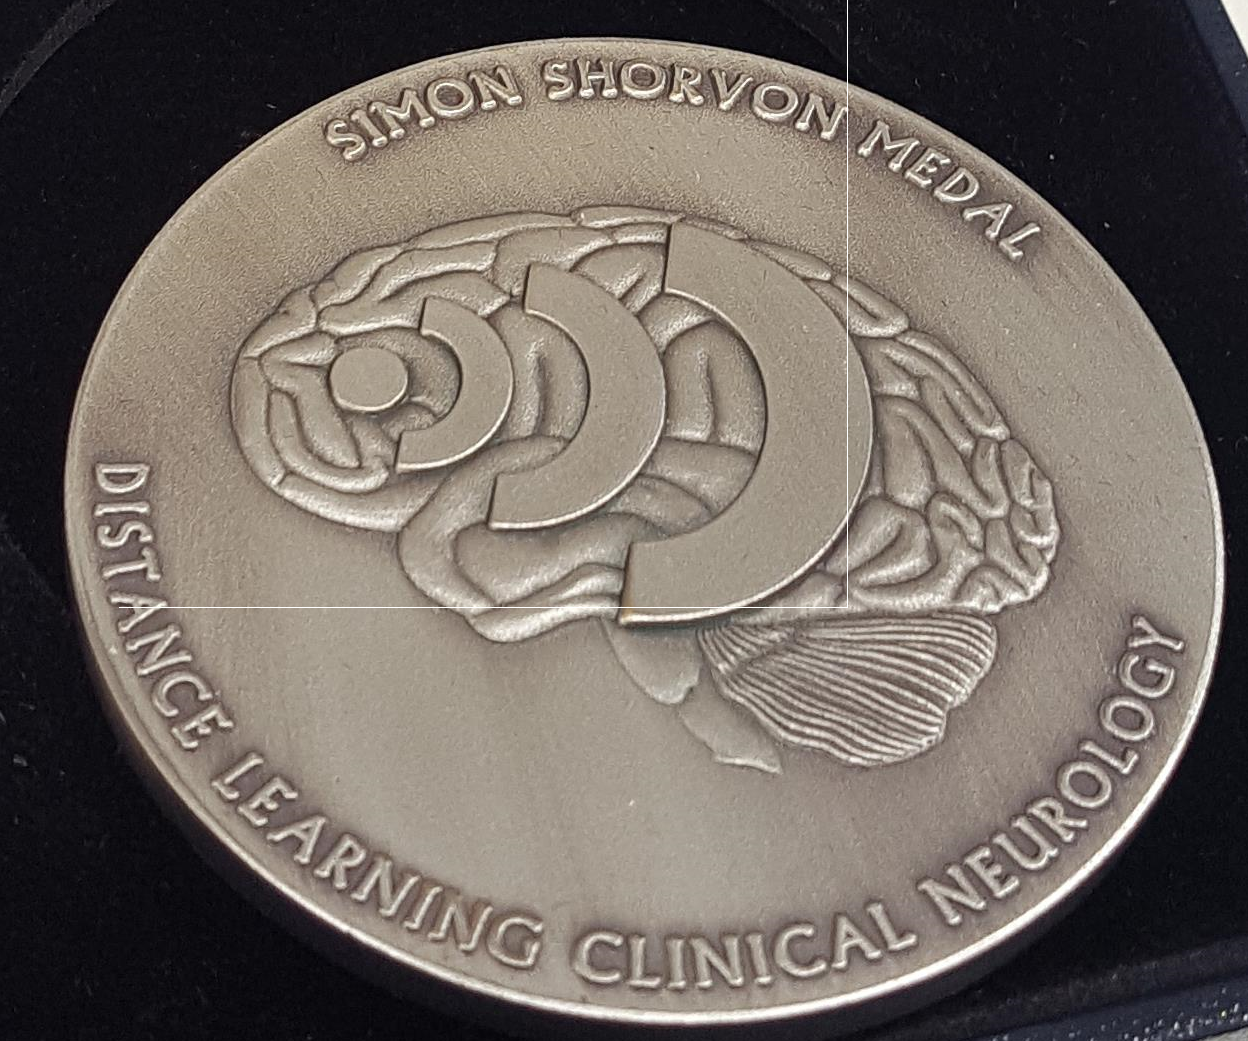 SIMON SHORVON MEDAL
DISTANCE LEARNING CLINICAL NEUROLOGY